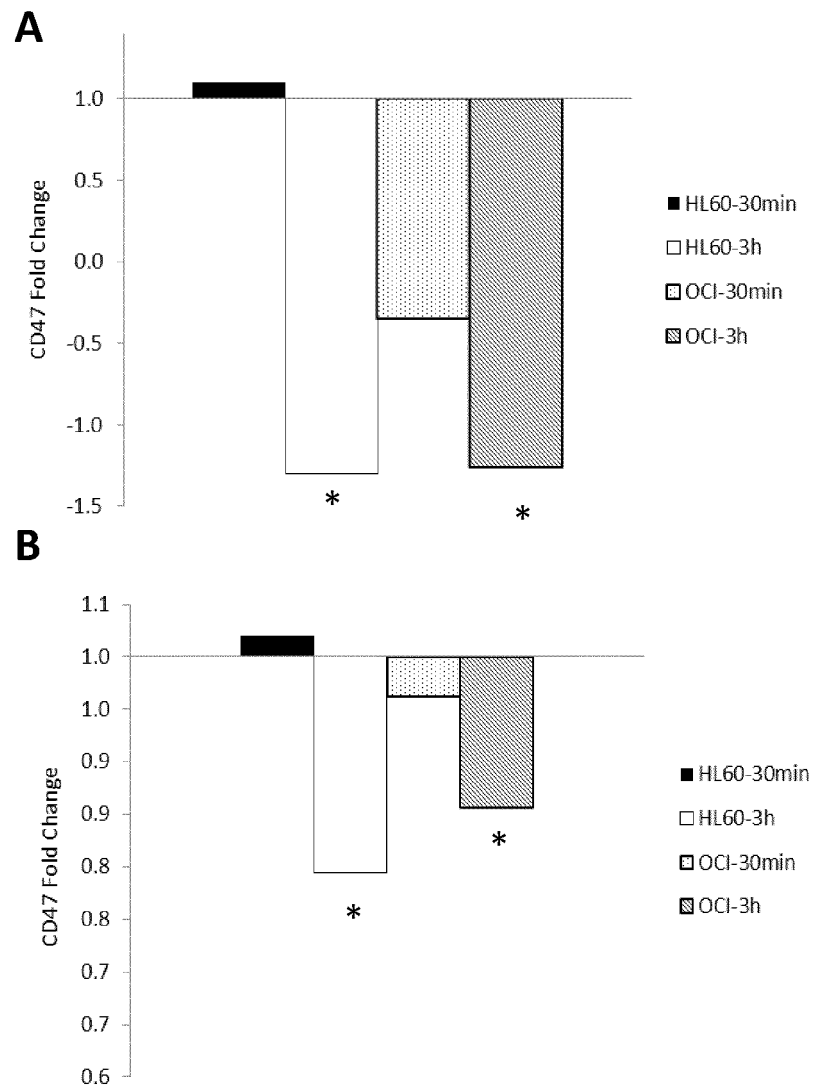 A
1.0
0.5
0.0
-0.5
-1.0
-1.5
CD47 Fold Change
*
*
HL60-30min
HL60-3h
OCI-30min
OCI-3h
B
1.1
1.0
1.0
0.9
0.9
0.8
0.8
0.7
0.7
0.6
CD47 Fold Change
*
*
HL60-30min
HL60-3h
OCI-30min
OCI-3h